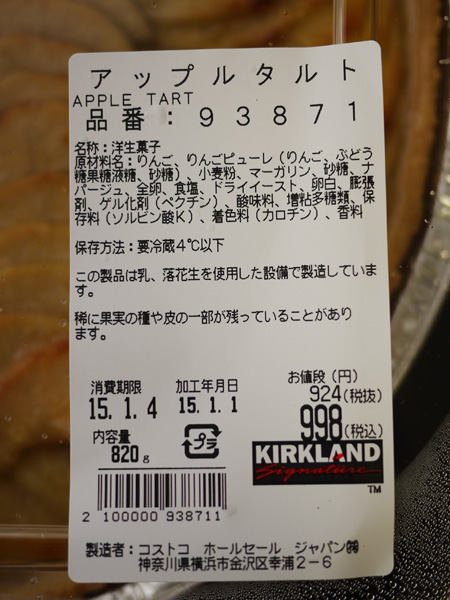 アップルタルト
APPLE TART
品番：93871
名称：洋生菓子
原材料名：りんご、りんごピューレ（りんご、ぶどう
糖果糖液糖、砂糖）、小麦粉、マーガリン、砂糖、ナ
パージュ、全卵、食塩、ドライイースト、卵白、膨張
剤、ゲル化剤（ペクチン）、酸味料、増粘多糖類、保
存料（ソルビン酸K）、着色料（カロチン）、香料
保存方法：要冷蔵4℃以下
この製品は乳、落花生を使用した設備で製造していま
す。
稀に果実の種や皮の一部が残っていることがあり
ます。
消費期限 加工年月日 お値段（円）
15.1.4 15.1.1 924(税抜)
内容量 プラ 998(税込)
820g
KIRKLAND
Signature
TM
2 100000 938711
製造者：コストコ ホールセール ジャパン㈱
神奈川県横浜市金沢区幸浦2-6